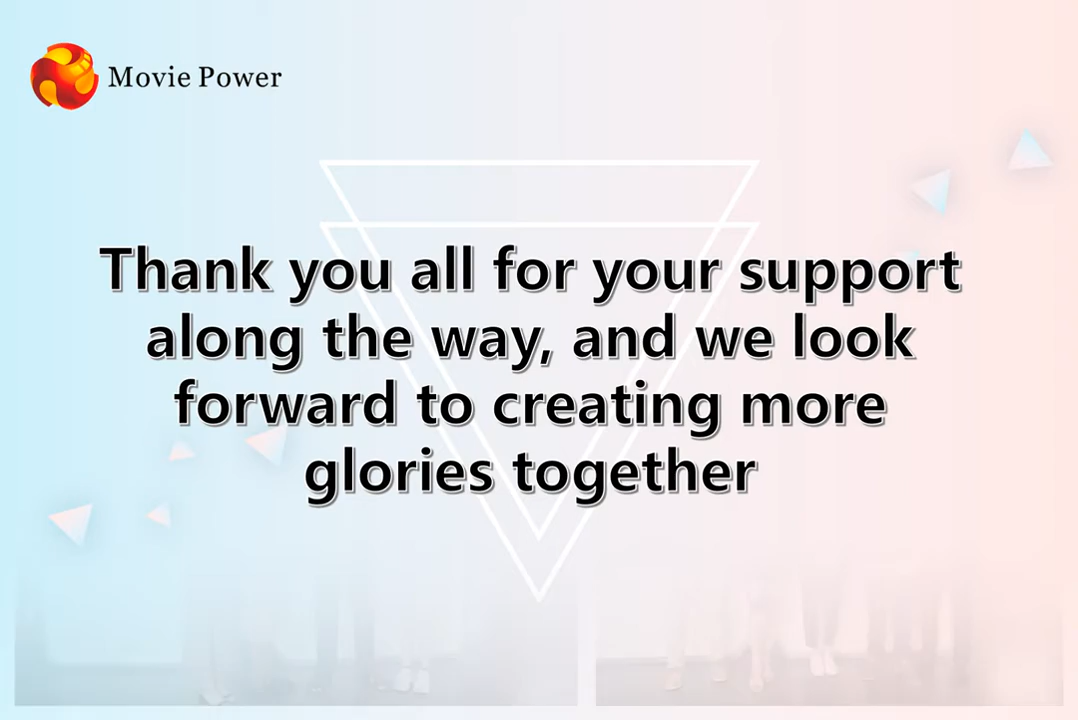 Movie Power
Thank you all for your support
along the way, and we look
forward to creating more
glories together